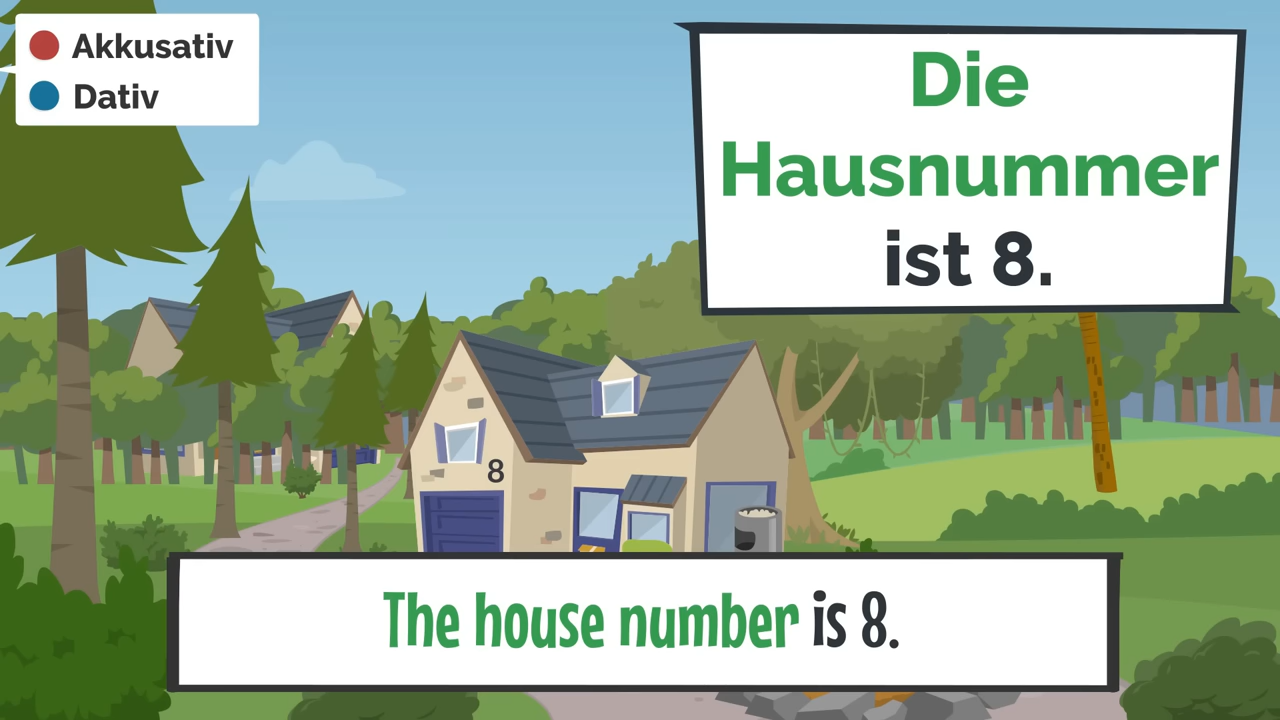 Akkusativ
Dativ
Die
Hausnummer
ist 8.
8
The house number is 8.